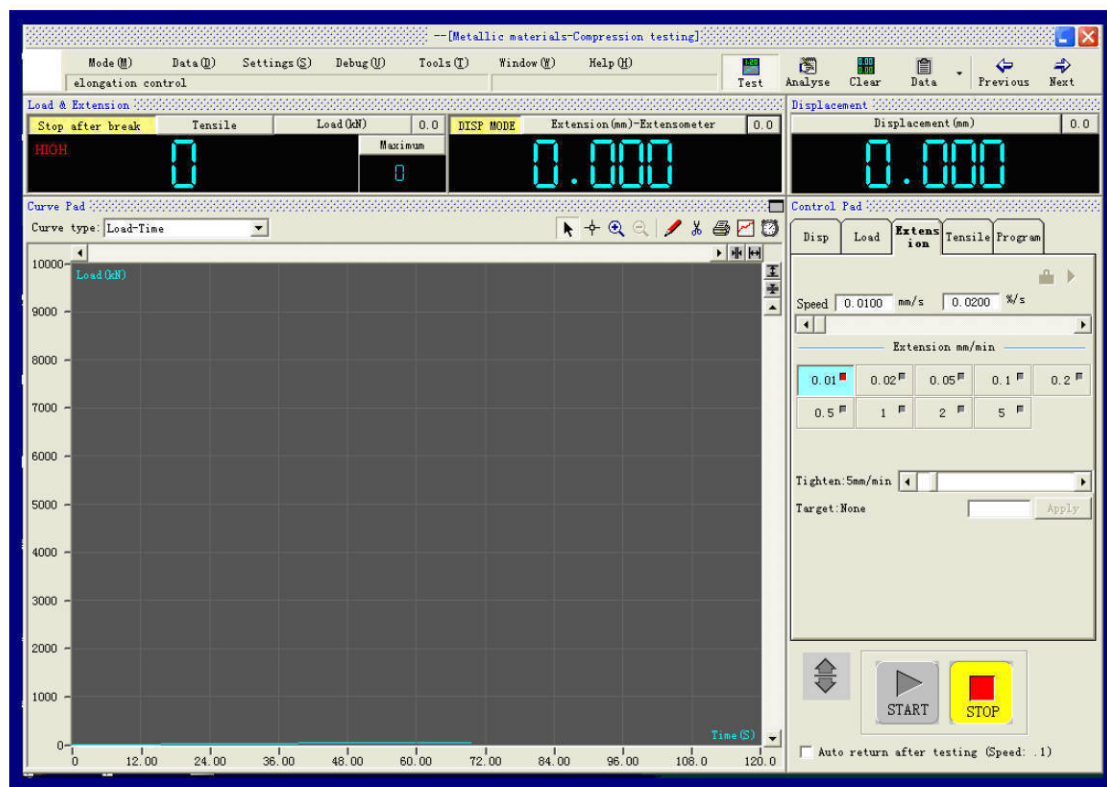 --[Metallic materials-Compression testing]
Mode(M) Data(D) Settings(S) Debug(U) Tools(T) Window(W) Help(H)
elongation control
Test Analyse Clear Data Previous Next
Load & Extension
Stop after break Tensile Load(kN) 0.0 DISP MODE Extension(mm)-Extensometer 0.0
HIGH 0 Maximum 0 0.000
Displacement
Displacement(mm) 0.0
0.000
Curve Pad
Curve type: Load-Time
Load(kN)
10000
9000
8000
7000
6000
5000
4000
3000
2000
1000
0
Time(S)
0 12.00 24.00 36.00 48.00 60.00 72.00 84.00 96.00 108.0 120.0
Control Pad
Disp Load Extens ion Tensile Program
Speed 0.0100 mm/s 0.0200 %/s
Extension mm/min
0.01 0.02 0.05 0.1 0.2
0.5 1 2 5
Tighten:5mm/min
Target:None Apply
START STOP
Auto return after testing (Speed: .1)